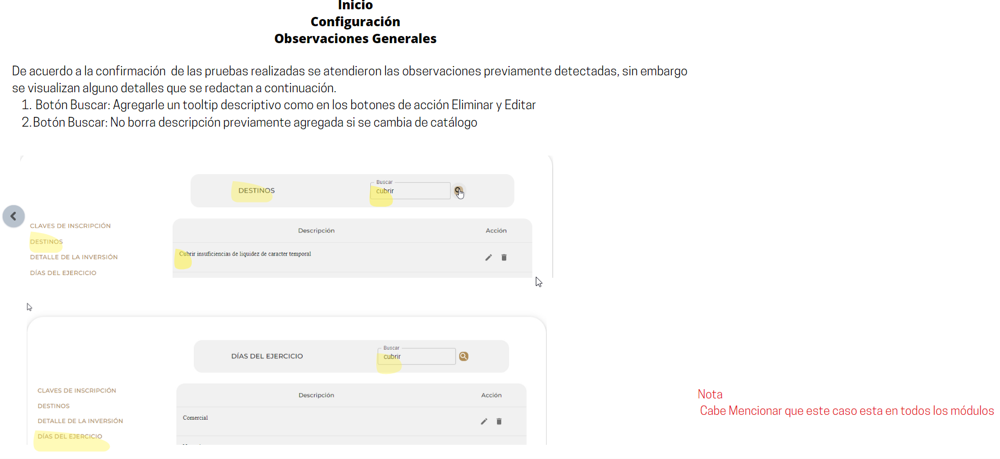 Inicio
Configuración
Observaciones Generales
De acuerdo a la confirmación de las pruebas realizadas se atendieron las observaciones previamente detectadas, sin embargo
se visualizan alguno detalles que se redactan a continuación.
1. Botón Buscar: Agregarle un tooltip descriptivo como en los botones de acción Eliminar y Editar
2. Botón Buscar: No borra descripción previamente agregada si se cambia de catálogo
Buscar
DESTINOS
cubrir
CLAVES DE INSCRIPCIÓN
DESTINOS
DETALLE DE LA INVERSIÓN
DÍAS DEL EJERCICIO
Descripción
Acción
Cubrir insuficiencias de liquidez de caracter temporal
Buscar
DÍAS DEL EJERCICIO
cubrir
CLAVES DE INSCRIPCIÓN
DESTINOS
DETALLE DE LA INVERSIÓN
DÍAS DEL EJERCICIO
Descripción
Acción
Comercial
Nota
Cabe Mencionar que este caso esta en todos los módulos